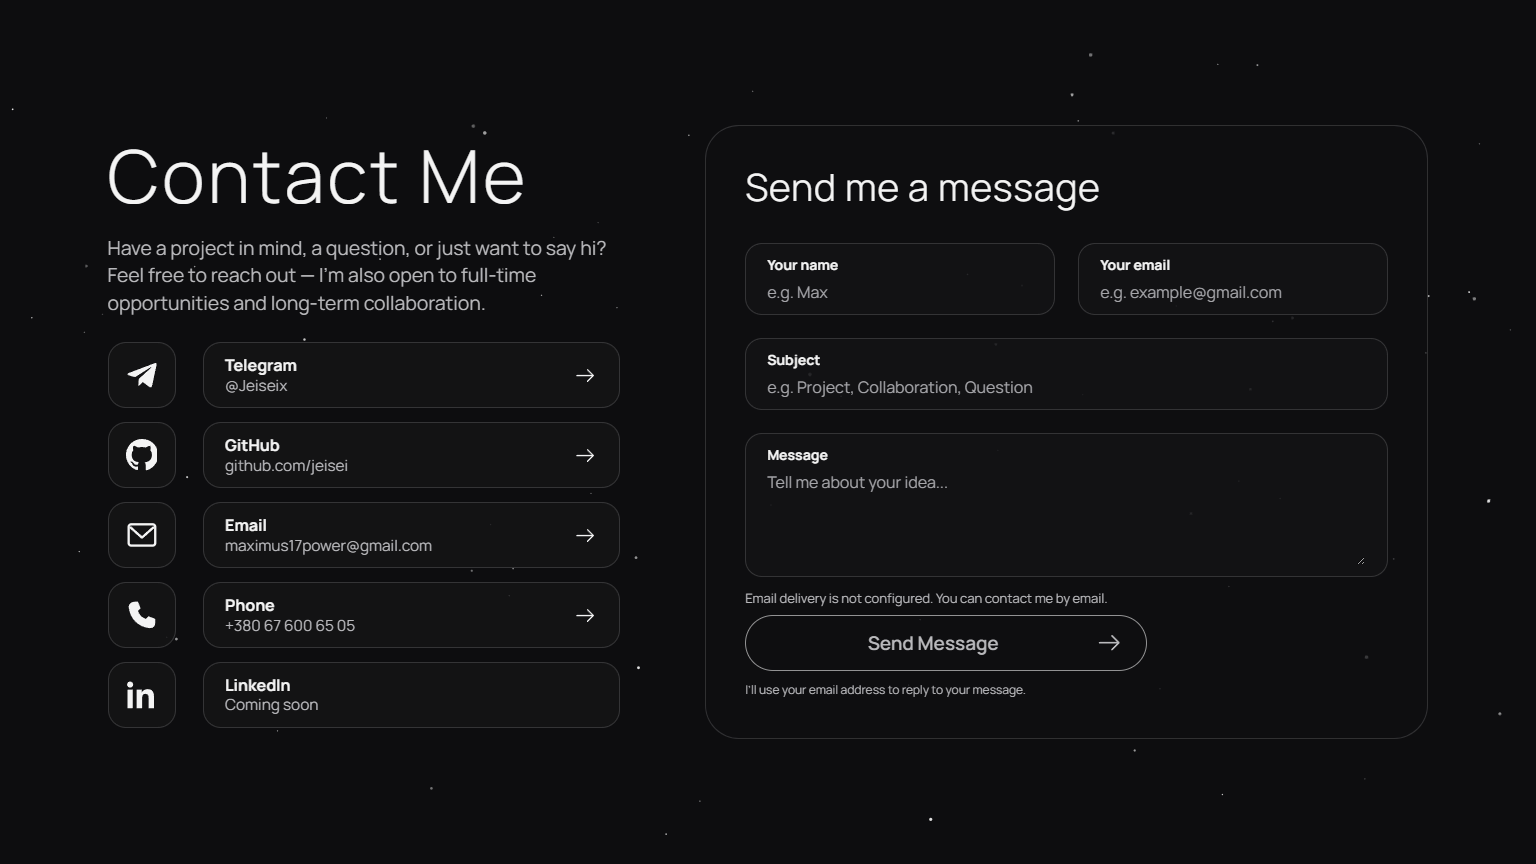 Contact Me
Have a project in mind, a question, or just want to say hi?
Feel free to reach out — I'm also open to full-time
opportunities and long-term collaboration.
Telegram
@Jeiseix
GitHub
github.com/jeisei
Email
maximus17power@gmail.com
Phone
+380 67 600 65 05
LinkedIn
Coming soon
Send me a message
Your name
e.g. Max
Your email
e.g. example@gmail.com
Subject
e.g. Project, Collaboration, Question
Message
Tell me about your idea...
Email delivery is not configured. You can contact me by email.
Send Message
I'll use your email address to reply to your message.